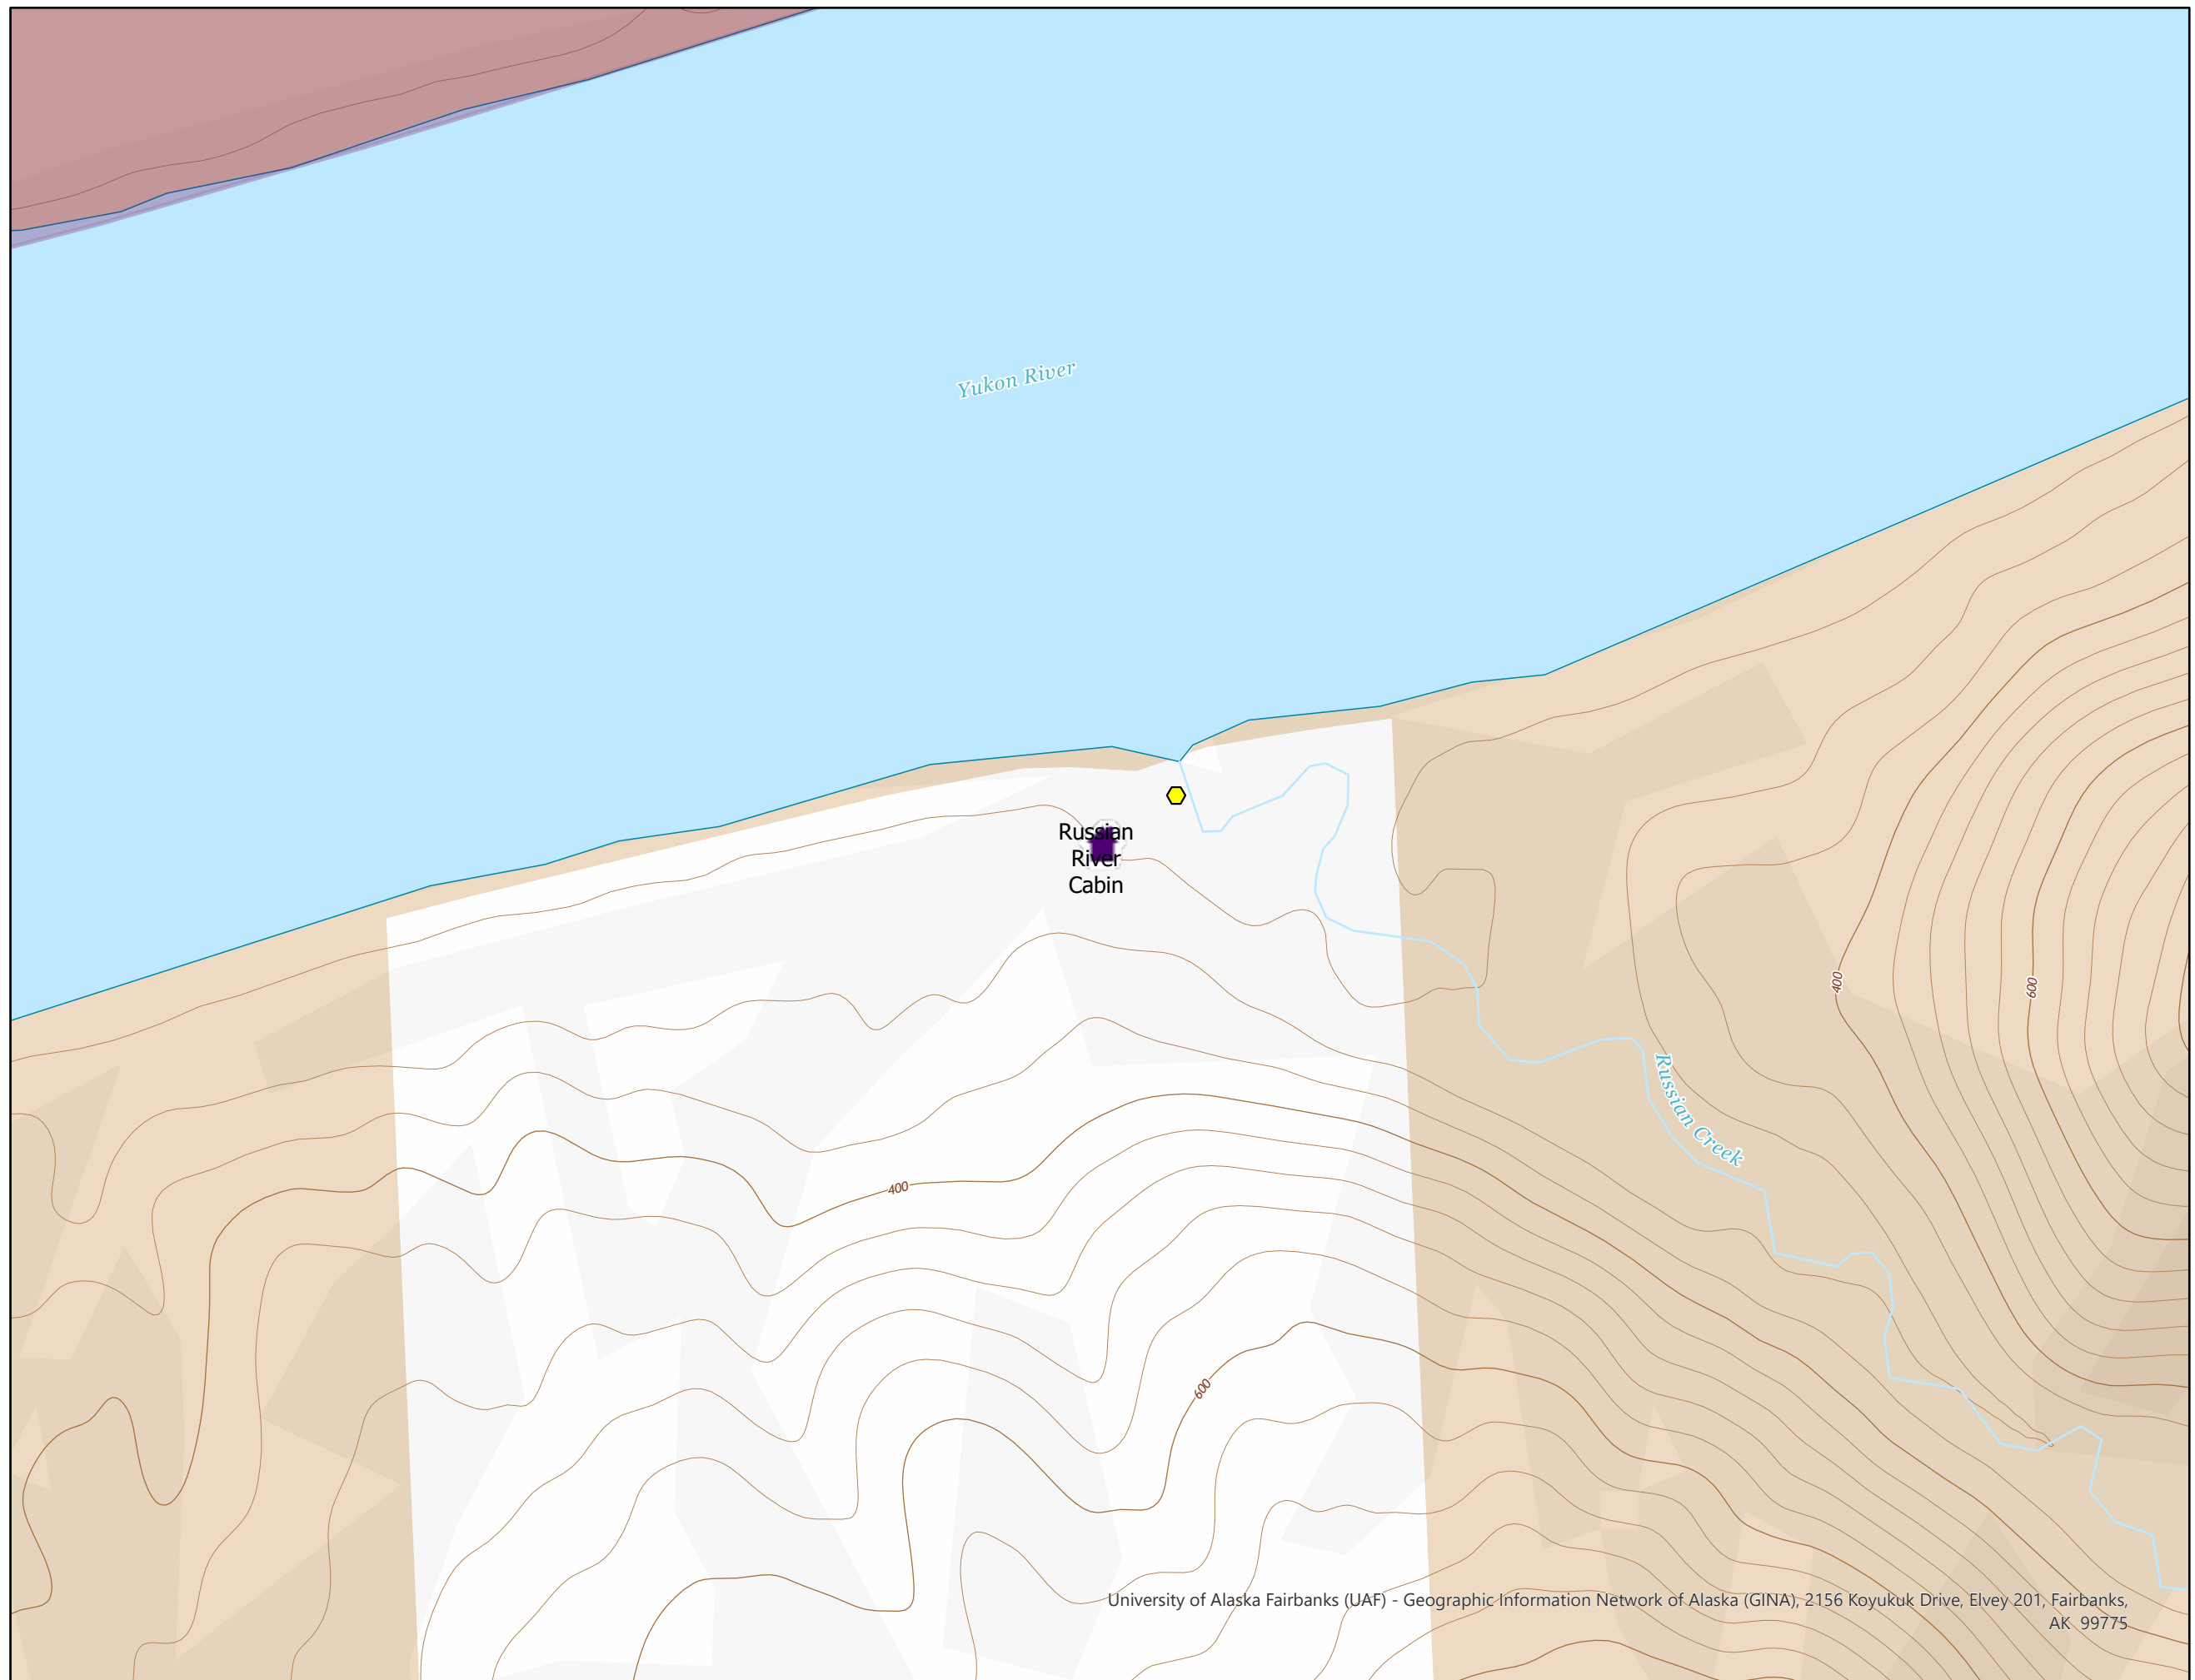 Yukon River
Russian
River
Cabin
400
600
Russian Creek
400
600
University of Alaska Fairbanks (UAF) - Geographic Information Network of Alaska (GINA), 2156 Koyukuk Drive, Elvey 201, Fairbanks,
AK 99775